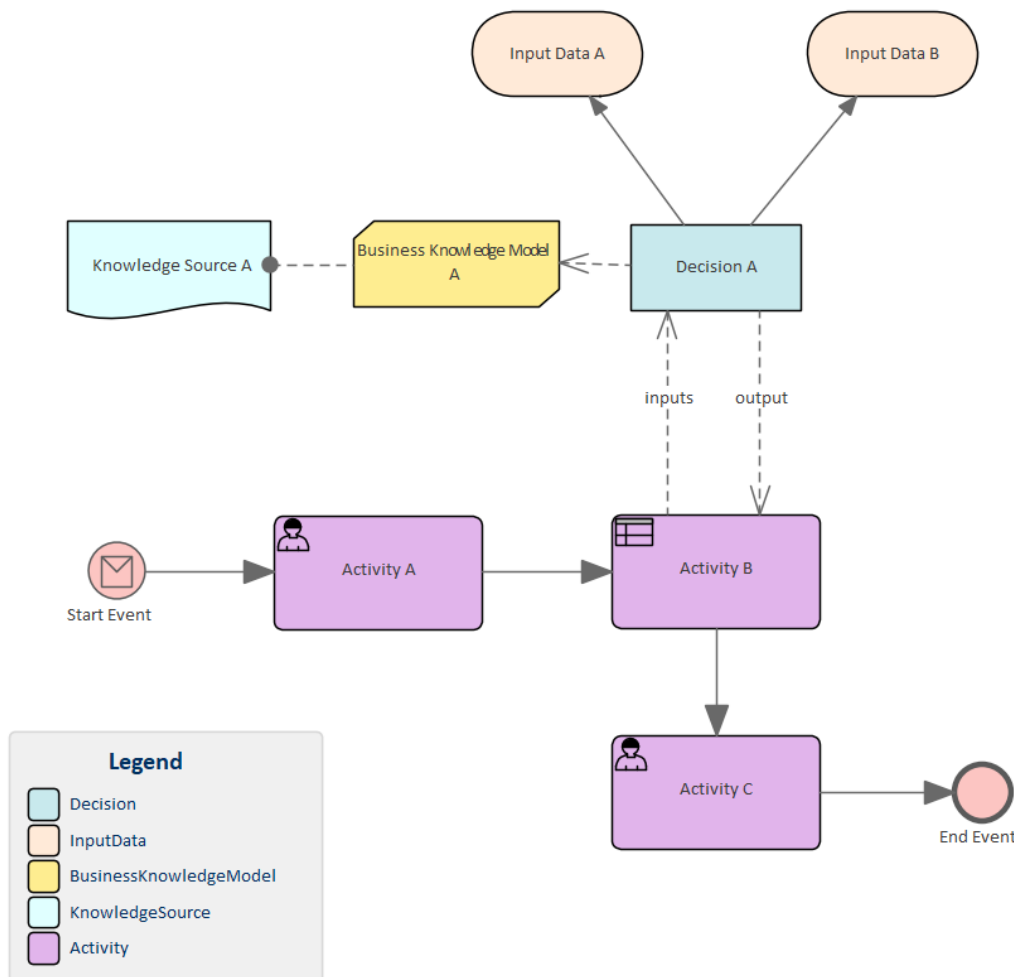 Input Data A
Input Data B
Knowledge Source A
Business Knowledge Model
A
Decision A
inputs
output
Activity A
Activity B
Start Event
Activity C
End Event
Legend
Decision
InputData
BusinessKnowledgeModel
KnowledgeSource
Activity